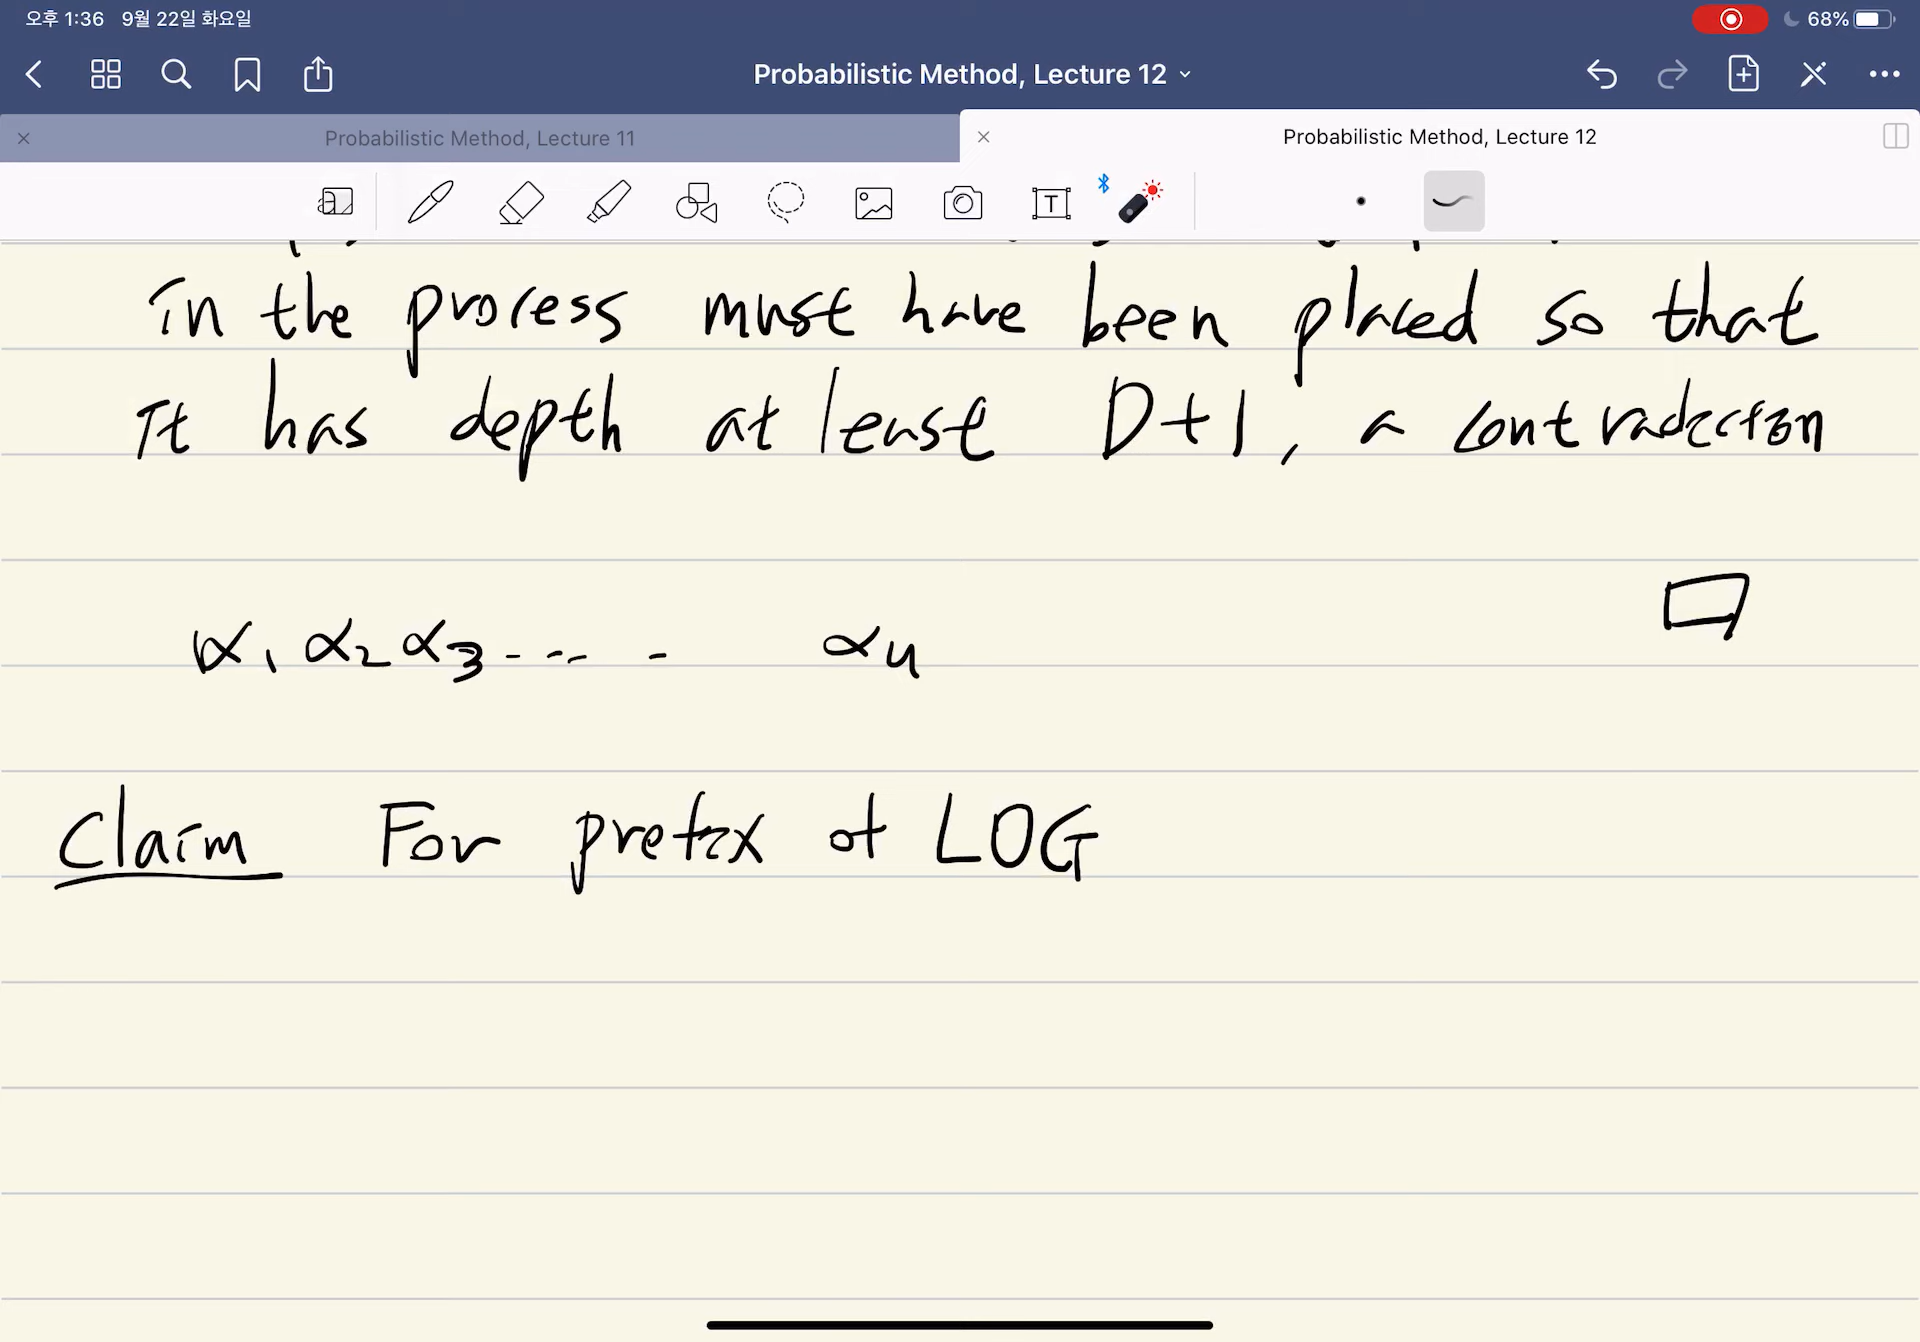 오후 1:36 9월 22일 화요일 68%
Probabilistic Method, Lecture 12
Probabilistic Method, Lecture 11
Probabilistic Method, Lecture 12
a T
in the process must have been placed so that
It has depth at least D+1, a contradiction
α₁ α₂ α₃ ----- α₄
Claim For prefix of LOG